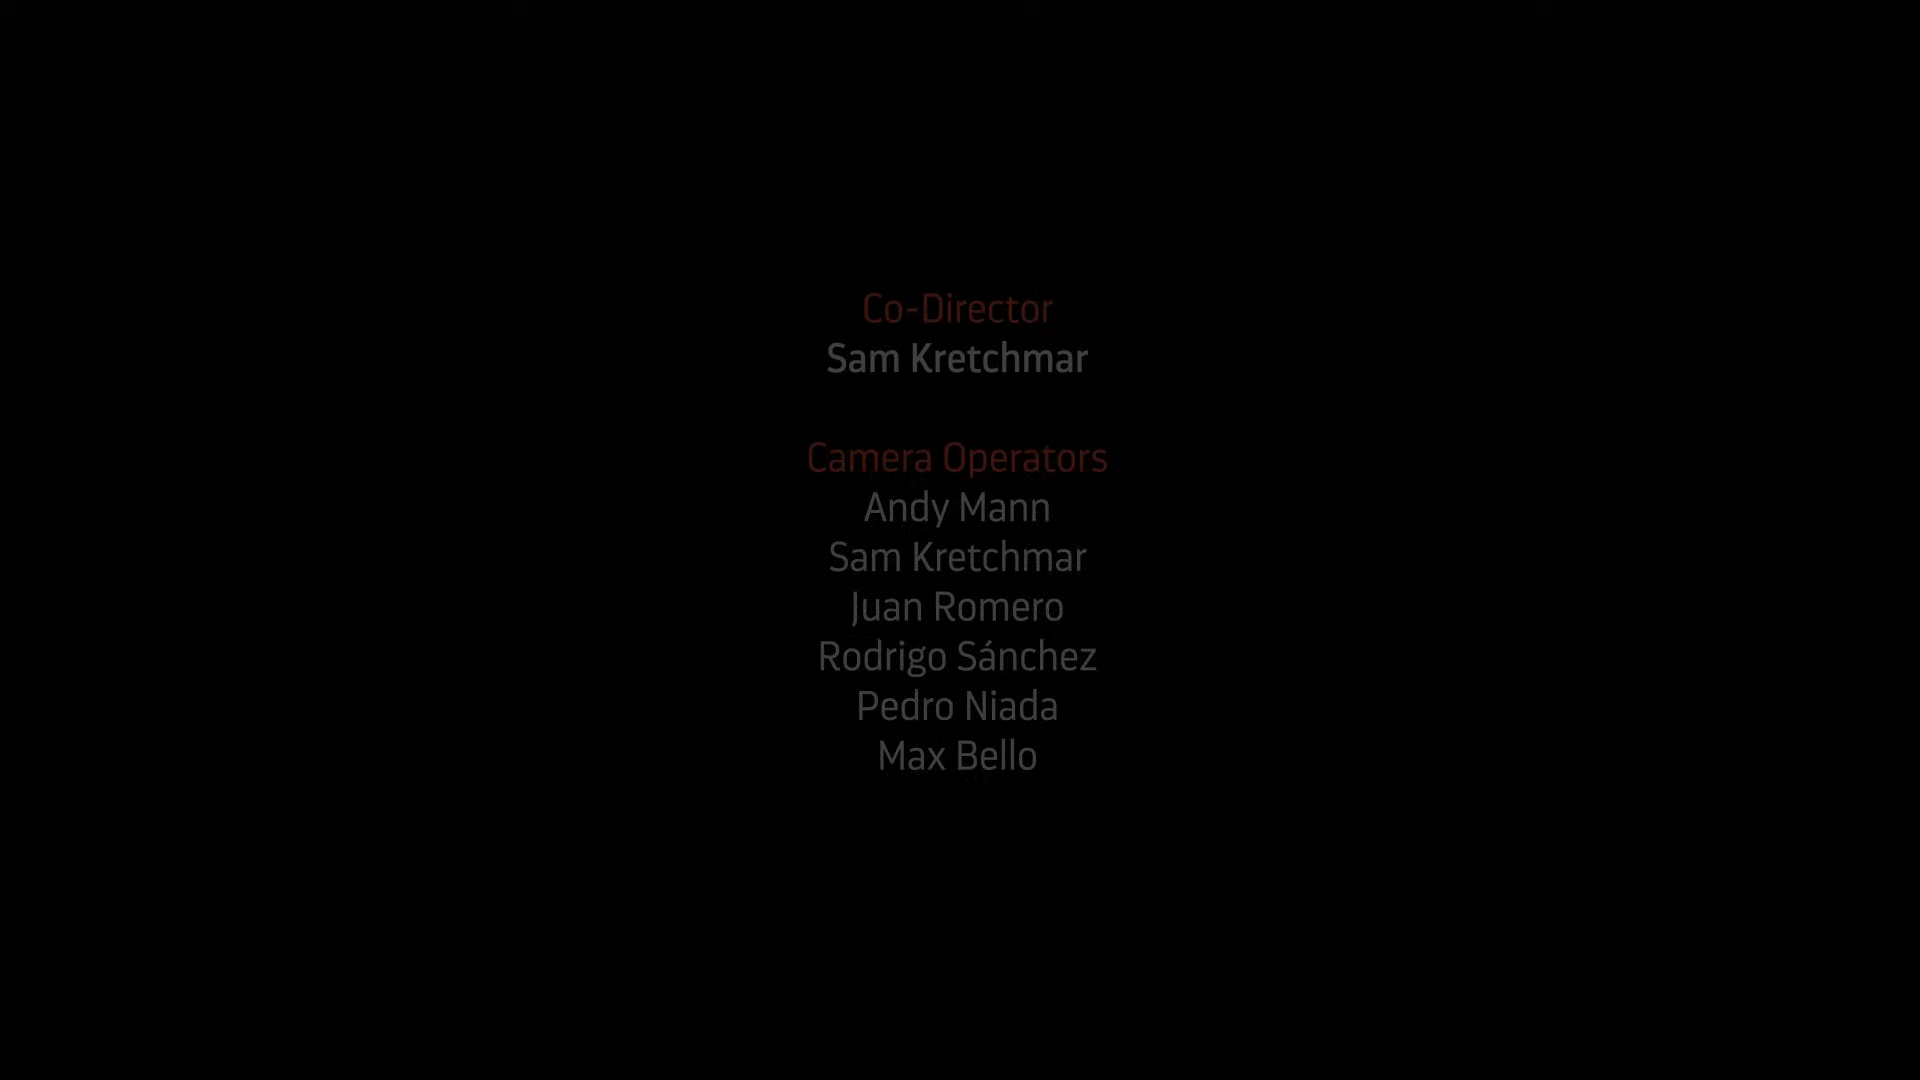 Co-Director
Sam Kretchmar
Camera Operators
Andy Mann
Sam Kretchmar
Juan Romero
Rodrigo Sánchez
Pedro Niada
Max Bello